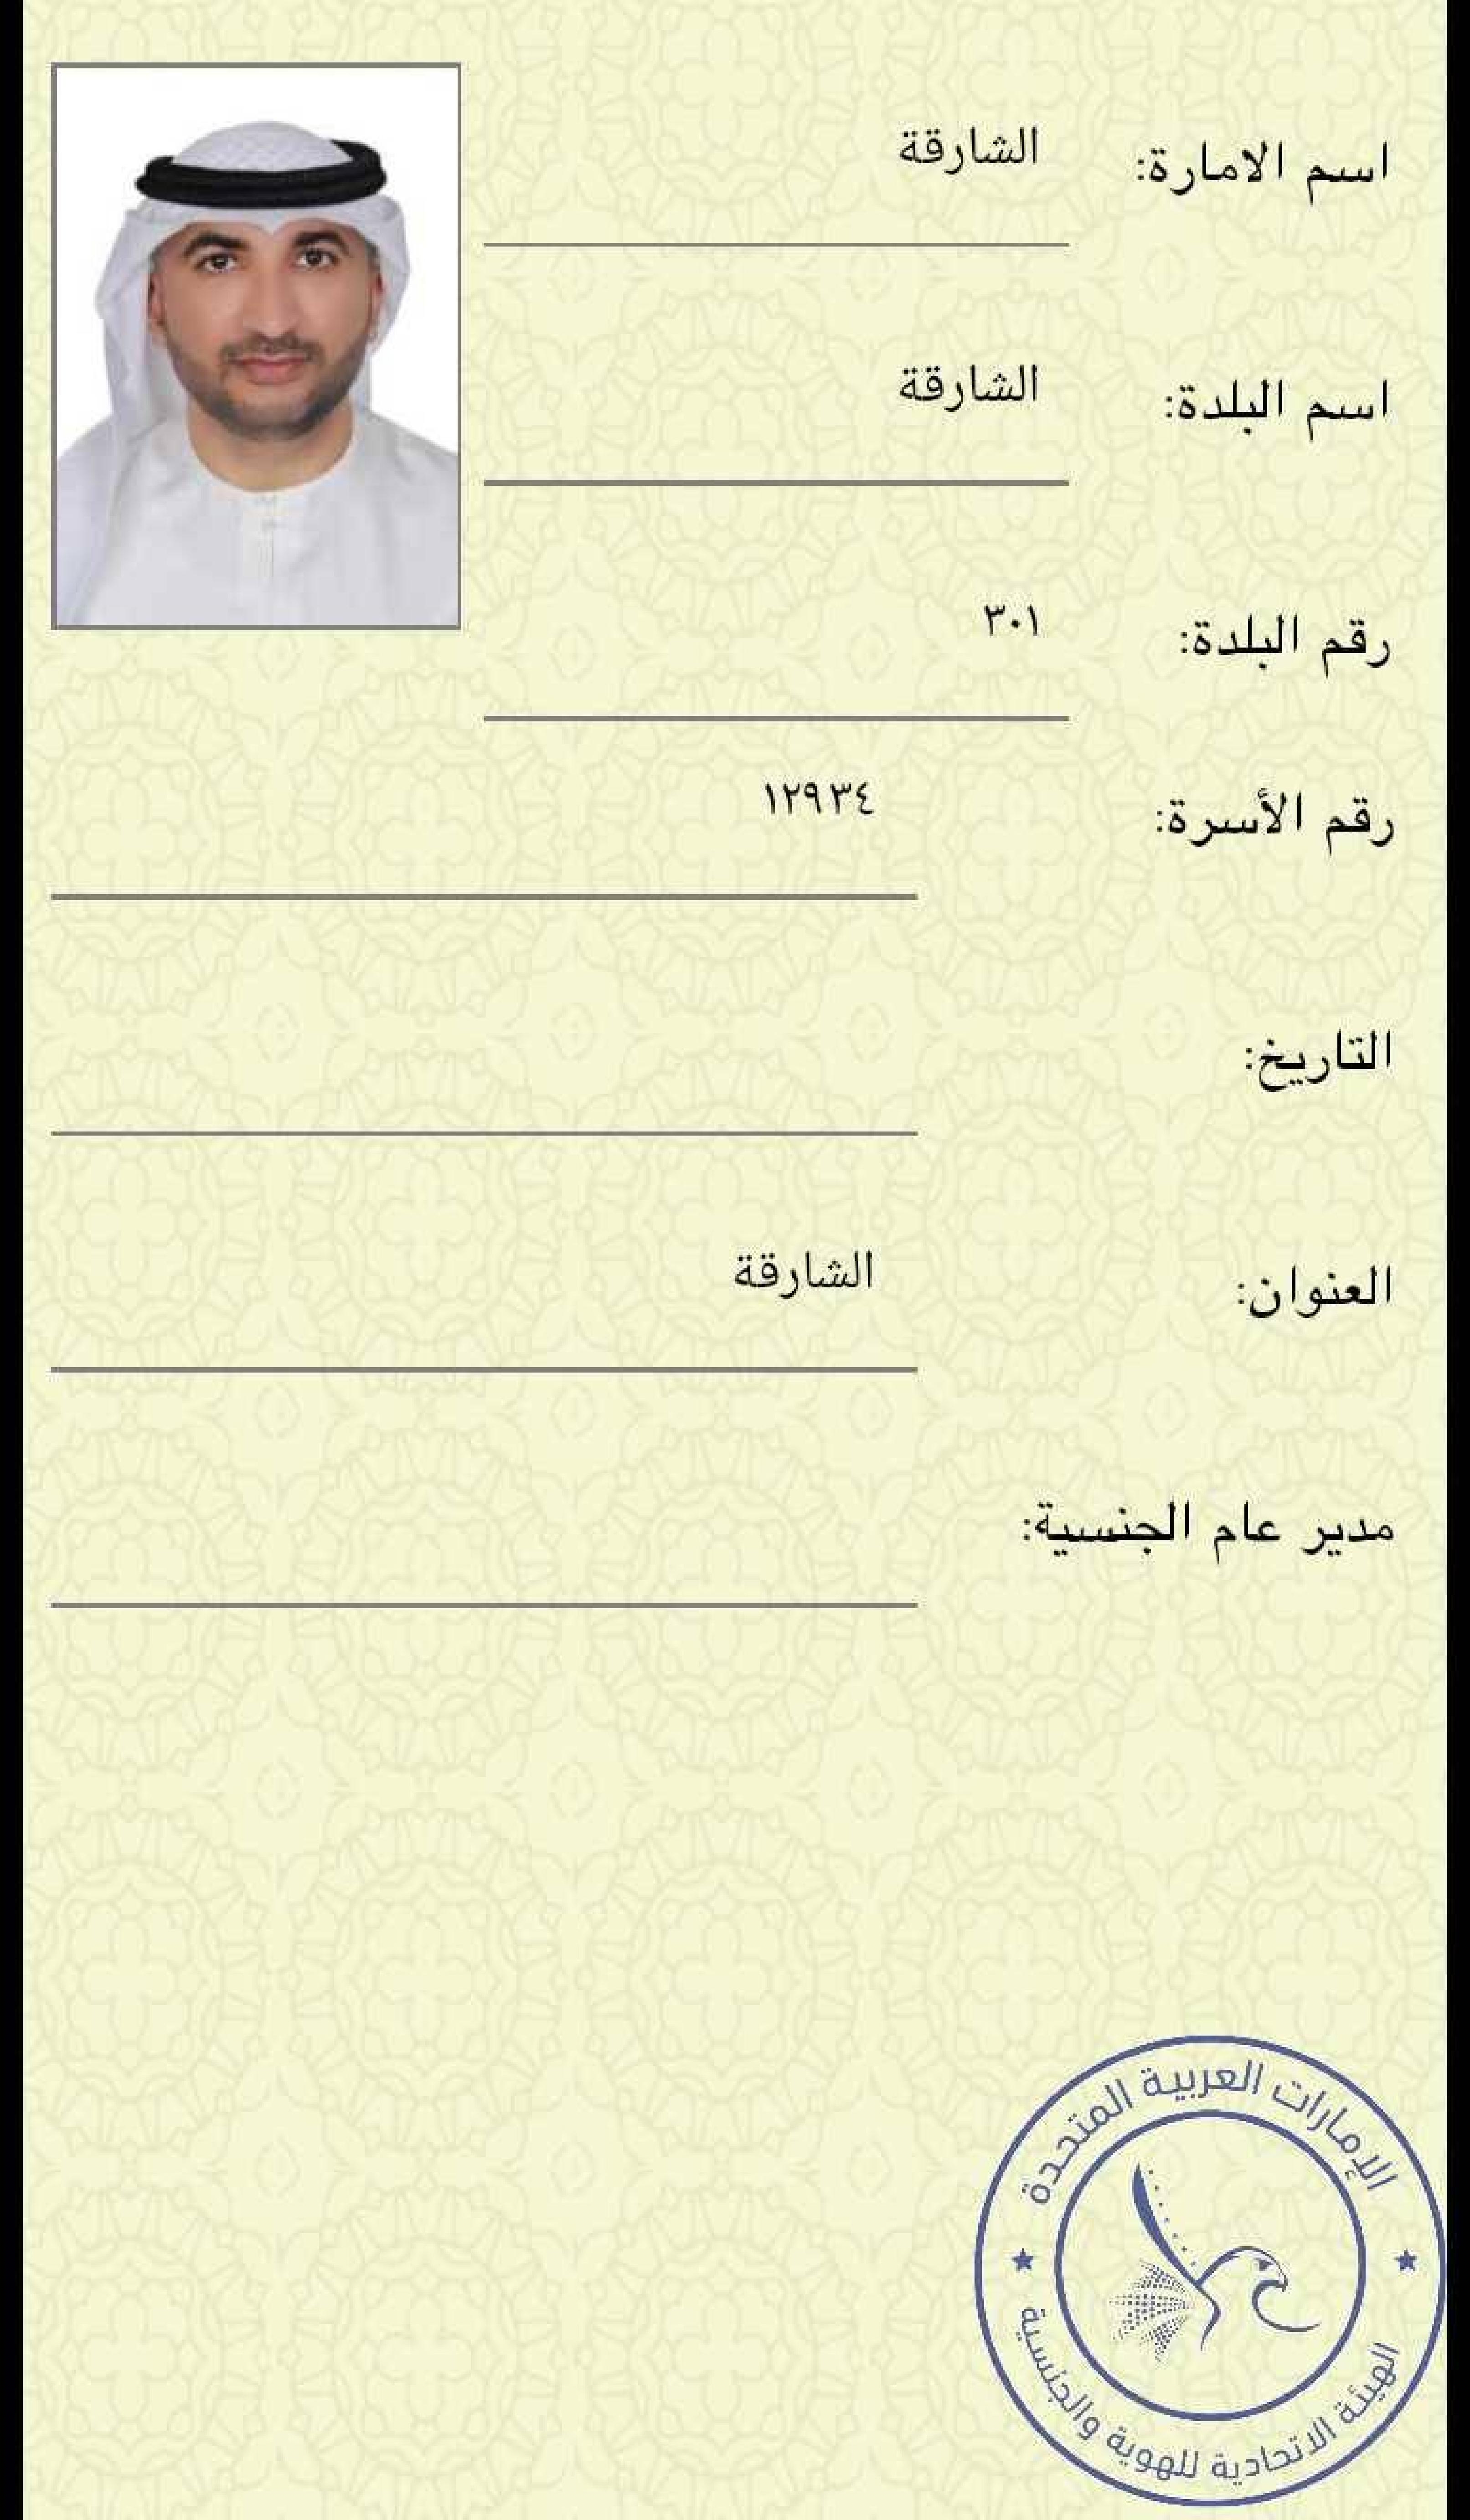 اسم الامارة: الشارقة
اسم البلدة: الشارقة
رقم البلدة: ٣٠١
رقم الأسرة: ١٢٩٣٤
التاريخ:
العنوان: الشارقة
مدير عام الجنسية:
الإمارات العربية المتحدة
الهيئة الاتحادية للهوية والجنسية